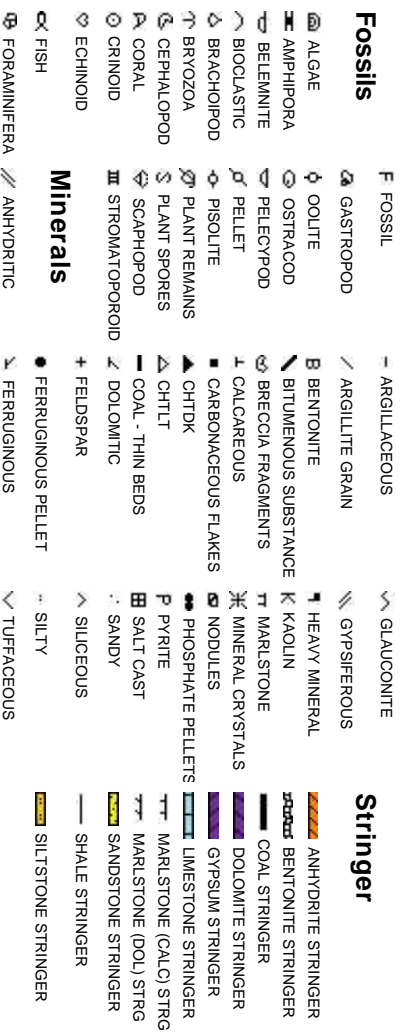 Fossils
ALGAE
AMPHIPORA
BELEMNITE
BIOCLASTIC
BRACHIOPOD
BRYOZOA
CEPHALOPOD
CORAL
CRINOID
ECHINOID
FISH
FORAMINIFERA
F FOSSIL
GASTROPOD
OOLITE
OSTRACOD
PELECYPOD
PELLET
PISOLITE
PLANT REMAINS
PLANT SPORES
SCAPHOPOD
STROMATOPOROID
Minerals
ANHYDRITIC
ARGILLACEOUS
ARGILLITE GRAIN
B BENTONITE
BITUMENOUS SUBSTANCE
BRECCIA FRAGMENTS
CALCAREOUS
CARBONACEOUS FLAKES
CHTDK
CHTLT
COAL - THIN BEDS
DOLOMITIC
FELDSPAR
FERRUGINOUS PELLET
FERRUGINOUS
GLAUCONITE
GYPSIFEROUS
HEAVY MINERAL
K KAOLIN
MARLSTONE
MINERAL CRYSTALS
NODULES
PHOSPHATE PELLETS
P PYRITE
SALT CAST
SANDY
SILICEOUS
SILTY
TUFFACEOUS
Stringer
ANHYDRITE STRINGER
BENTONITE STRINGER
COAL STRINGER
DOLOMITE STRINGER
GYPSUM STRINGER
LIMESTONE STRINGER
MARLSTONE (CALC) STRG
MARLSTONE (DOL) STRG
SANDSTONE STRINGER
SHALE STRINGER
SILTSTONE STRINGER